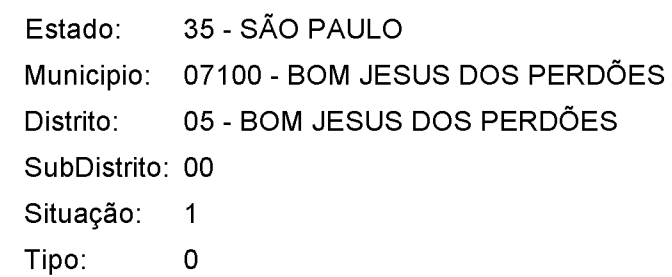 Estado: 35 - SÃO PAULO
Municipio: 07100 - BOM JESUS DOS PERDÕES
Distrito: 05 - BOM JESUS DOS PERDÕES
SubDistrito: 00
Situação: 1
Tipo: 0